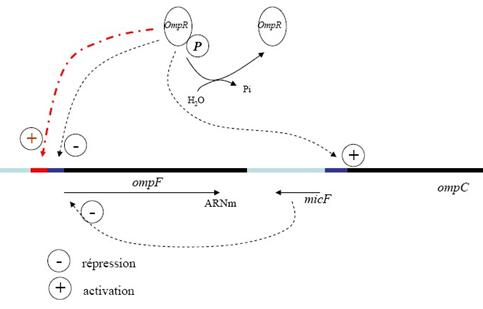 OmpR
OmpR
P
H₂O
Pi
+
-
+
ompF
ARNm
micF
ompC
-
- répression
+ activation